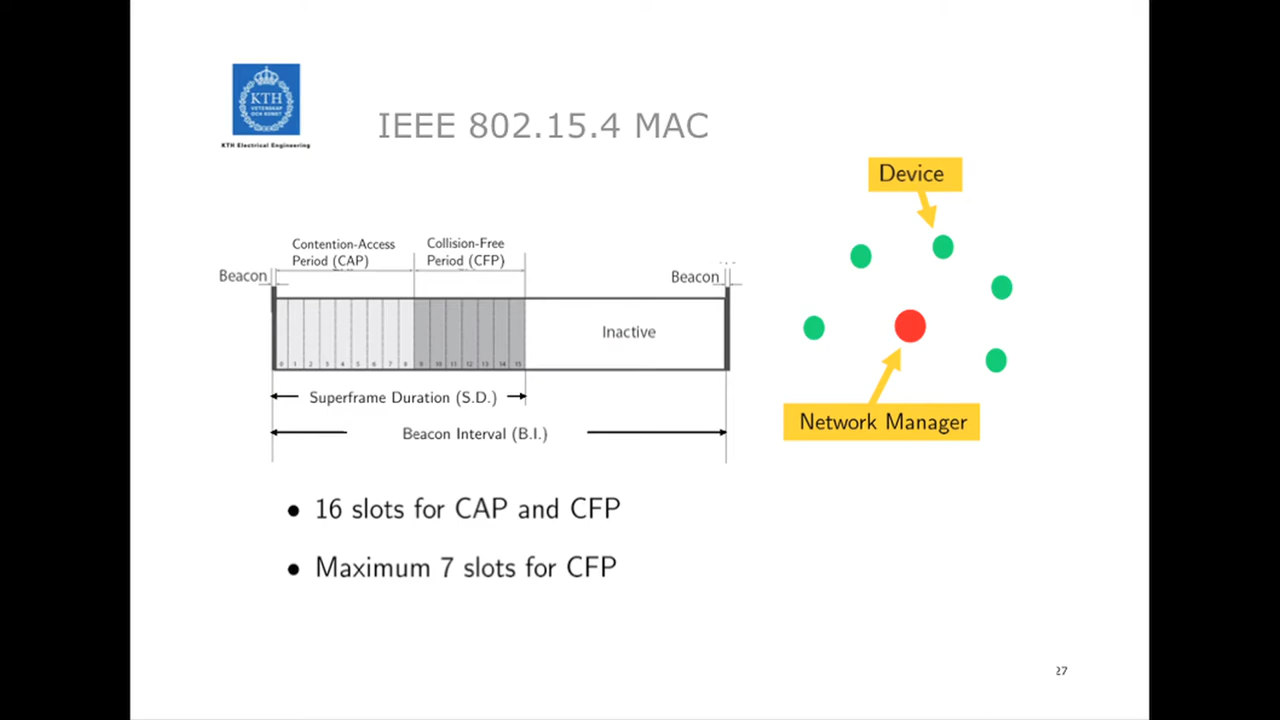 KTH
VETENSKAP
OCH KONST
KTH Electrical Engineering
IEEE 802.15.4 MAC
Device
Contention-Access
Period (CAP)
Collision-Free
Period (CFP)
Beacon
Beacon
Inactive
0 1 2 3 4 5 6 7 8 9 10 11 12 13 14 15
Superframe Duration (S.D.)
Beacon Interval (B.I.)
Network Manager
• 16 slots for CAP and CFP
• Maximum 7 slots for CFP
27